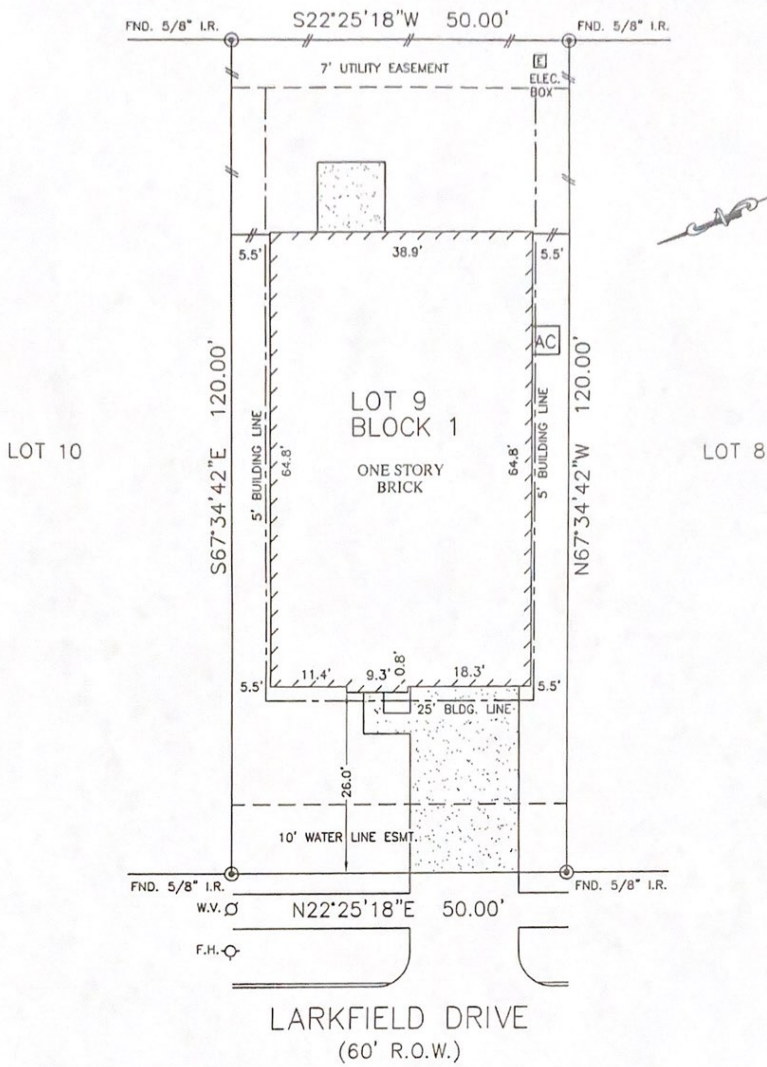 S22°25'18"W 50.00'
FND. 5/8" I.R.
FND. 5/8" I.R.
7' UTILITY EASEMENT
E
ELEC.
BOX
N
5.5'
38.9'
5.5'
AC
S67°34'42"E 120.00'
N67°34'42"W 120.00'
5' BUILDING LINE
5' BUILDING LINE
64.8'
64.8'
LOT 9
BLOCK 1
ONE STORY
BRICK
LOT 10
LOT 8
5.5'
11.4'
9.3'
0.8'
18.3'
5.5'
25' BLDG. LINE
26.0'
10' WATER LINE ESMT.
FND. 5/8" I.R.
FND. 5/8" I.R.
W.V.
N22°25'18"E 50.00'
F.H.
LARKFIELD DRIVE
(60' R.O.W.)